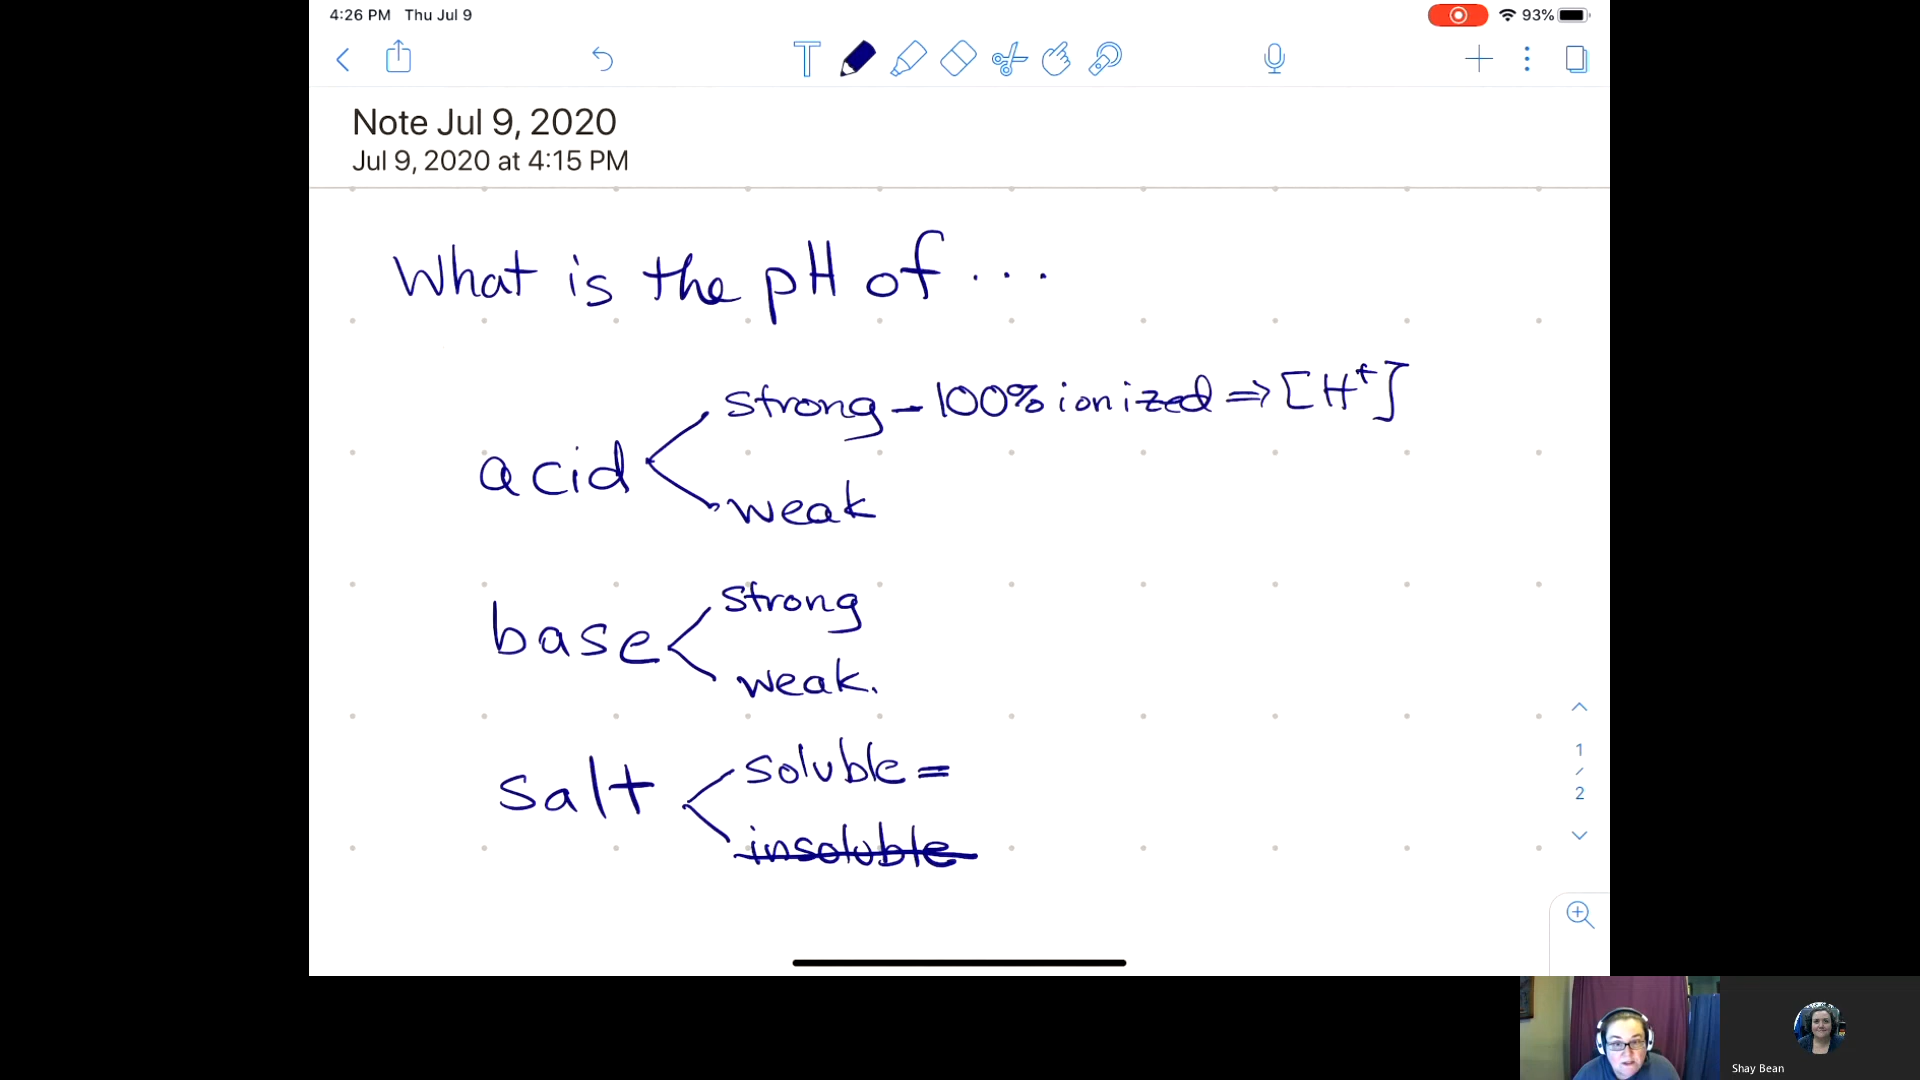 4:26 PM Thu Jul 9
93%
T
Note Jul 9, 2020
Jul 9, 2020 at 4:15 PM
What is the pH of ...
strong - 100% ionized ⇒ [H+]
acid
weak
strong
base
weak.
soluble =
salt
insoluble
1
/
2
Shay Bean